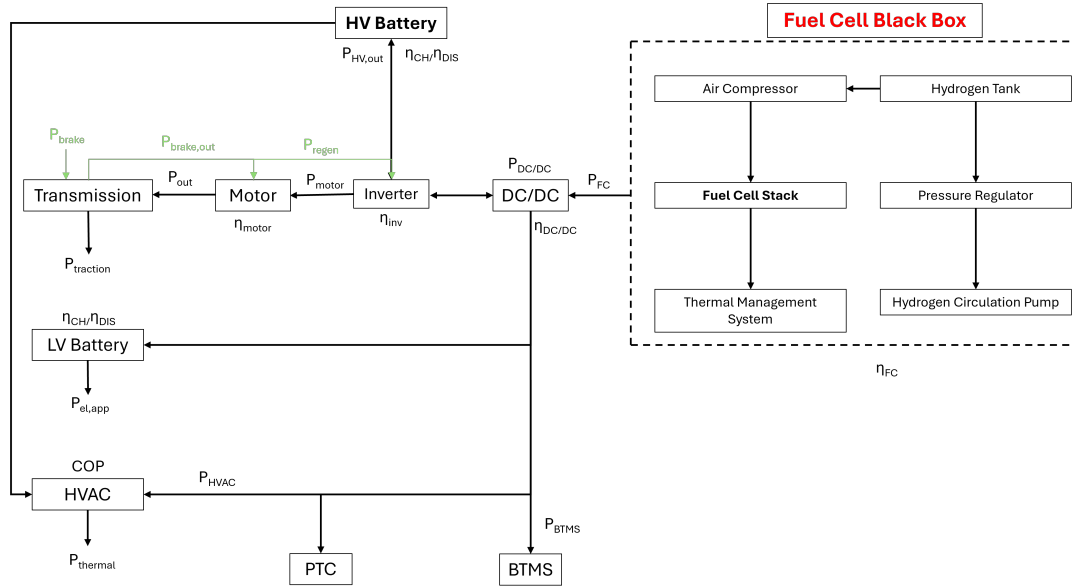 HV Battery
Fuel Cell Black Box
P_HV,out
η_CH/η_DIS
Air Compressor
Hydrogen Tank
P_brake
P_brake,out
P_regen
P_DC/DC
P_out
P_motor
P_FC
Transmission
Motor
Inverter
DC/DC
Fuel Cell Stack
Pressure Regulator
η_motor
η_inv
η_DC/DC
P_traction
Thermal Management
System
Hydrogen Circulation Pump
η_CH/η_DIS
LV Battery
η_FC
P_el,app
COP
P_HVAC
HVAC
P_BTMS
P_thermal
PTC
BTMS